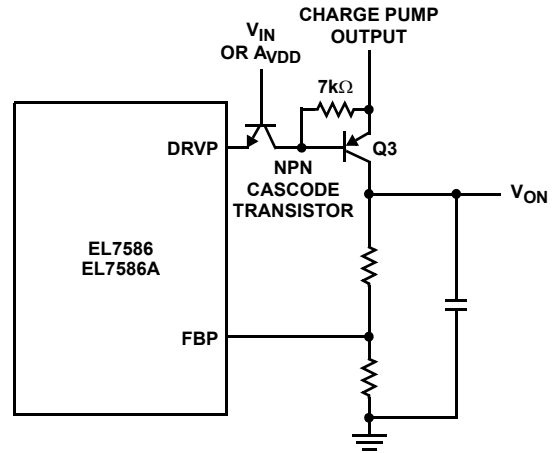 CHARGE PUMP
OUTPUT
V_IN
OR A_VDD
7kΩ
DRVP
Q3
NPN
CASCODE
TRANSISTOR
V_ON
EL7586
EL7586A
FBP